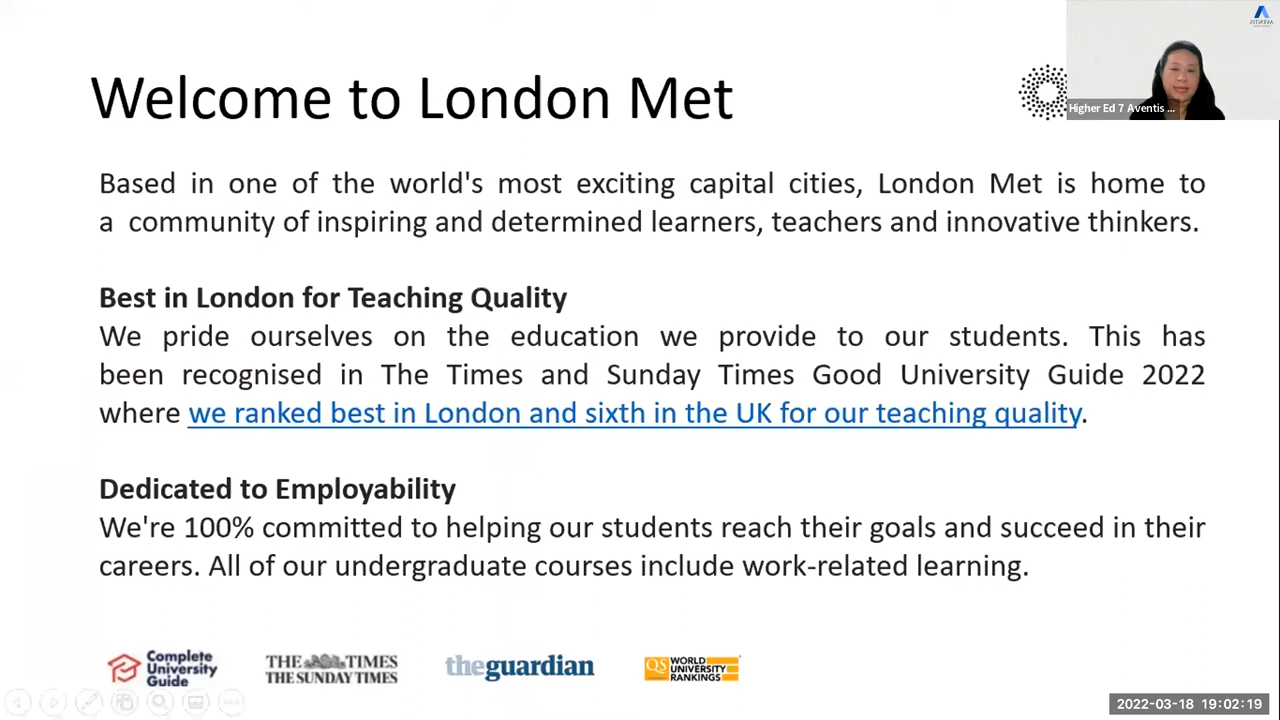 Welcome to London Met
Higher Ed 7 Aventis ...
Based in one of the world's most exciting capital cities, London Met is home to
a community of inspiring and determined learners, teachers and innovative thinkers.
Best in London for Teaching Quality
We pride ourselves on the education we provide to our students. This has
been recognised in The Times and Sunday Times Good University Guide 2022
where we ranked best in London and sixth in the UK for our teaching quality.
Dedicated to Employability
We're 100% committed to helping our students reach their goals and succeed in their
careers. All of our undergraduate courses include work-related learning.
Complete
University
Guide
THE TIMES
THE SUNDAY TIMES
theguardian
QS WORLD
UNIVERSITY
RANKINGS
2022-03-18 19:02:19